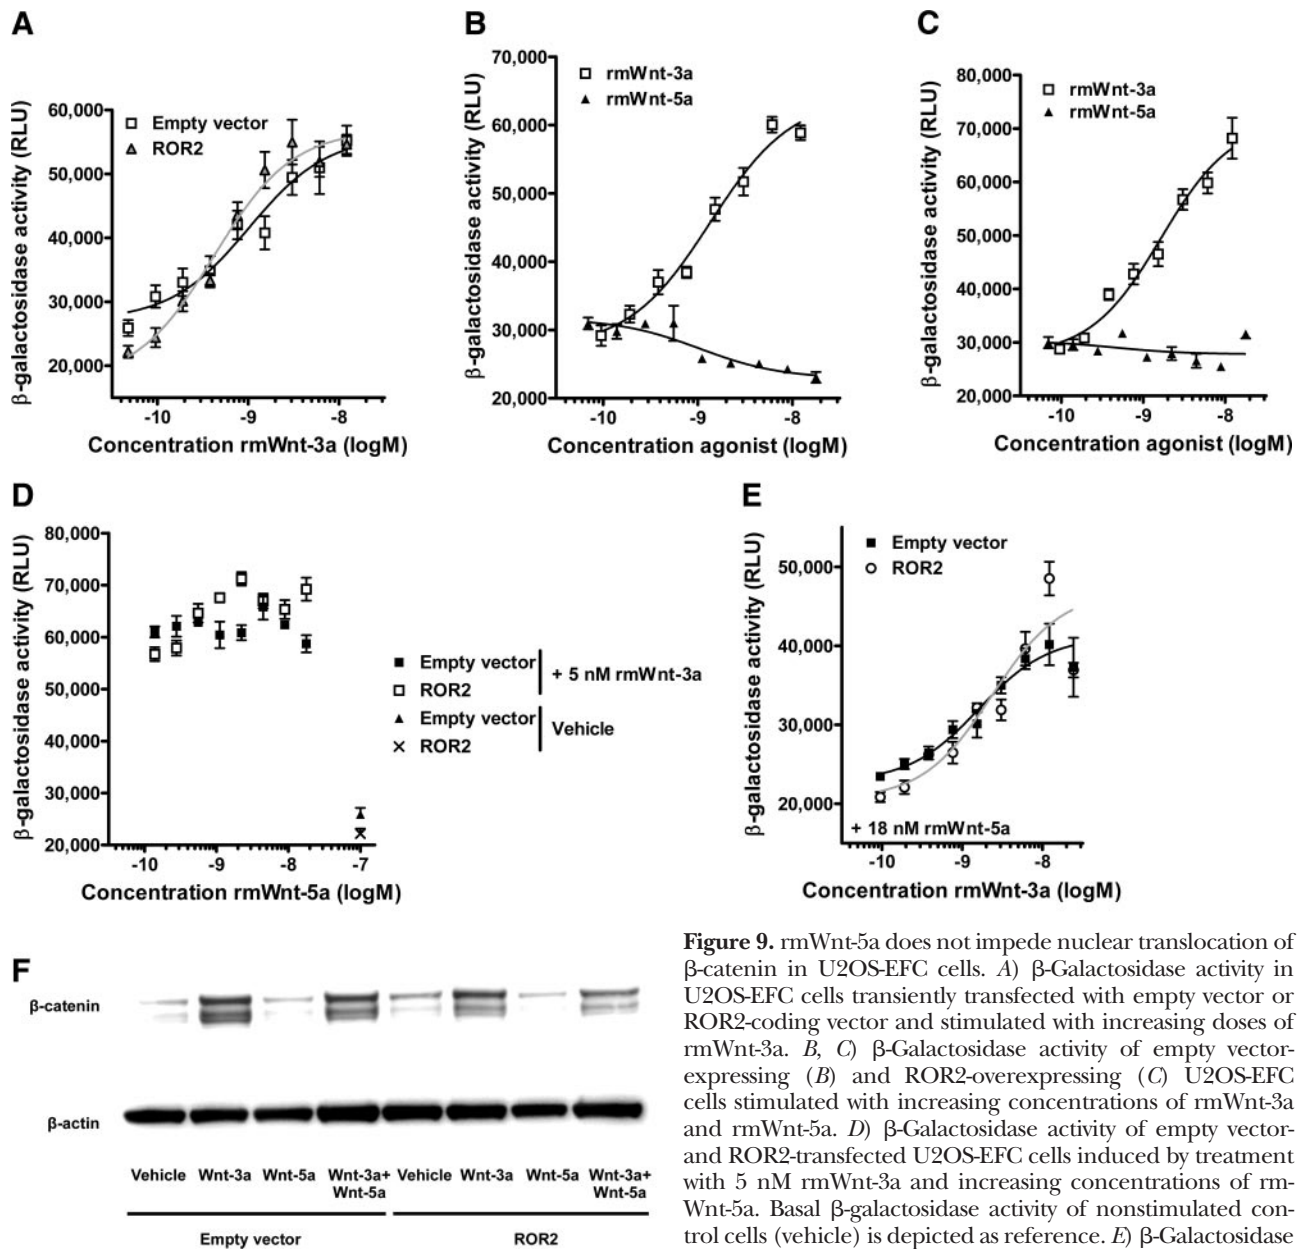 A
β-galactosidase activity (RLU)
60,000
50,000
40,000
30,000
20,000
Empty vector
ROR2
-10
-9
-8
Concentration rmWnt-3a (logM)
B
β-galactosidase activity (RLU)
70,000
60,000
50,000
40,000
30,000
20,000
rmWnt-3a
rmWnt-5a
-10
-9
-8
Concentration agonist (logM)
C
β-galactosidase activity (RLU)
80,000
70,000
60,000
50,000
40,000
30,000
20,000
rmWnt-3a
rmWnt-5a
-10
-9
-8
Concentration agonist (logM)
D
β-galactosidase activity (RLU)
80,000
70,000
60,000
50,000
40,000
30,000
20,000
-10
-9
-8
-7
Concentration rmWnt-5a (logM)
Empty vector
ROR2
+ 5 nM rmWnt-3a
Empty vector
ROR2
Vehicle
E
β-galactosidase activity (RLU)
50,000
40,000
30,000
20,000
Empty vector
ROR2
+ 18 nM rmWnt-5a
-10
-9
-8
Concentration rmWnt-3a (logM)
F
β-catenin
β-actin
Vehicle Wnt-3a Wnt-5a Wnt-3a+ Vehicle Wnt-3a Wnt-5a Wnt-3a+
Wnt-5a Wnt-5a
Empty vector ROR2
Figure 9. rmWnt-5a does not impede nuclear translocation of
β-catenin in U2OS-EFC cells. A) β-Galactosidase activity in
U2OS-EFC cells transiently transfected with empty vector or
ROR2-coding vector and stimulated with increasing doses of
rmWnt-3a. B, C) β-Galactosidase activity of empty vector-
expressing (B) and ROR2-overexpressing (C) U2OS-EFC
cells stimulated with increasing concentrations of rmWnt-3a
and rmWnt-5a. D) β-Galactosidase activity of empty vector-
and ROR2-transfected U2OS-EFC cells induced by treatment
with 5 nM rmWnt-3a and increasing concentrations of rm-
Wnt-5a. Basal β-galactosidase activity of nonstimulated con-
trol cells (vehicle) is depicted as reference. E) β-Galactosidase